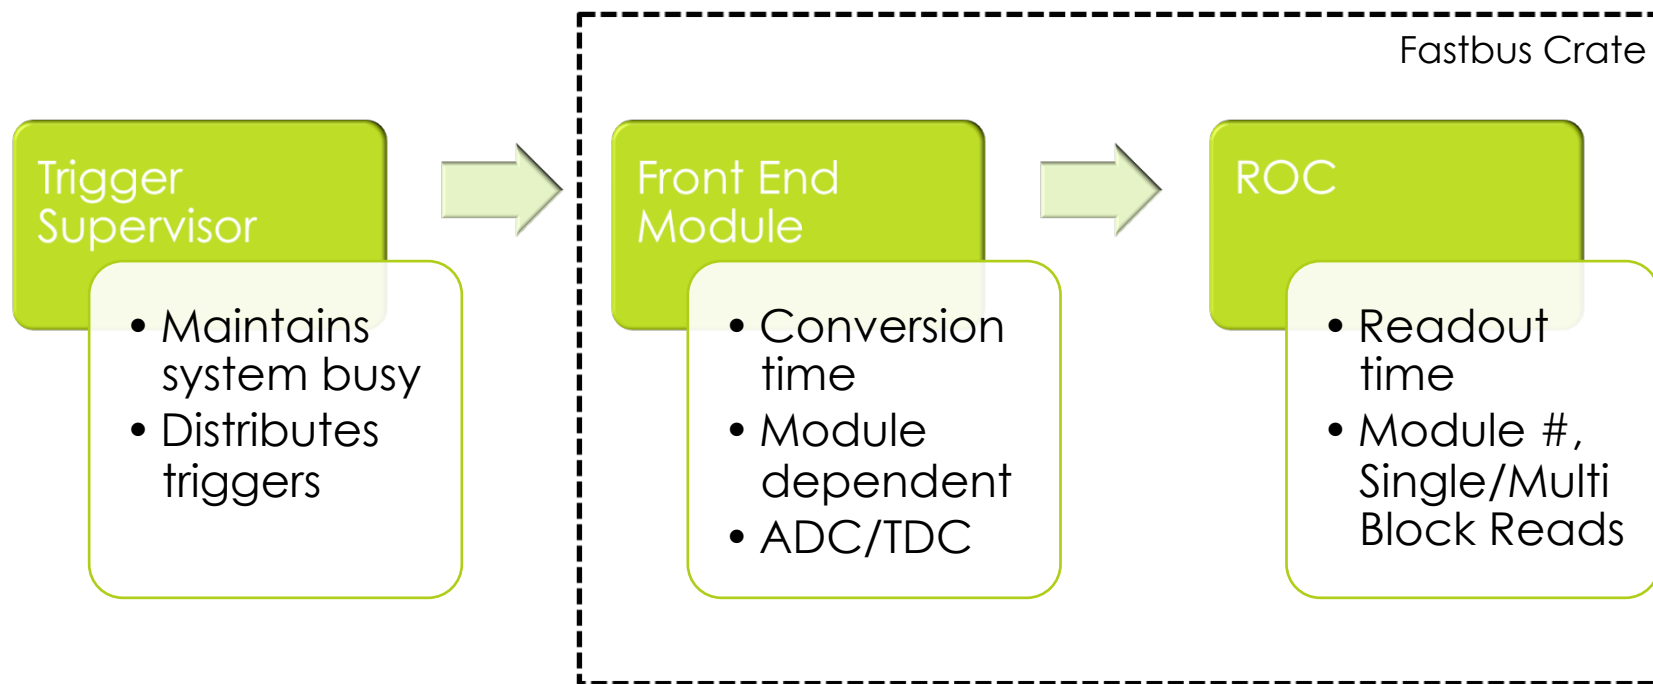 Fastbus Crate
Trigger
Supervisor
• Maintains
system busy
• Distributes
triggers
Front End
Module
• Conversion
time
• Module
dependent
• ADC/TDC
ROC
• Readout
time
• Module #,
Single/Multi
Block Reads